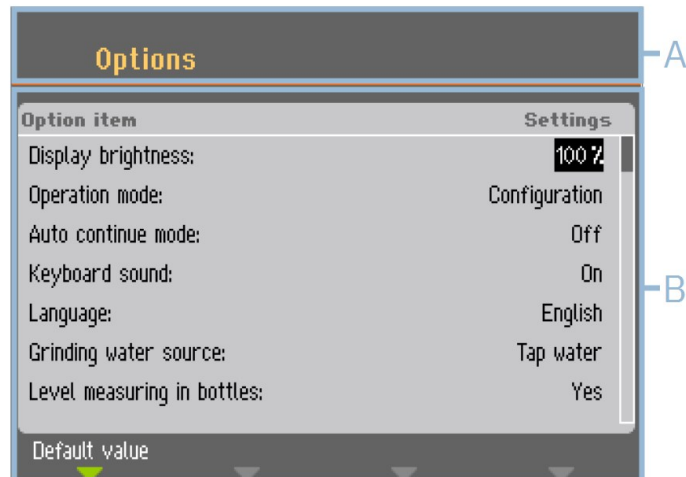 Options
A
Option item Settings
Display brightness: 100 %
Operation mode: Configuration
Auto continue mode: Off
Keyboard sound: On
B
Language: English
Grinding water source: Tap water
Level measuring in bottles: Yes
Default value